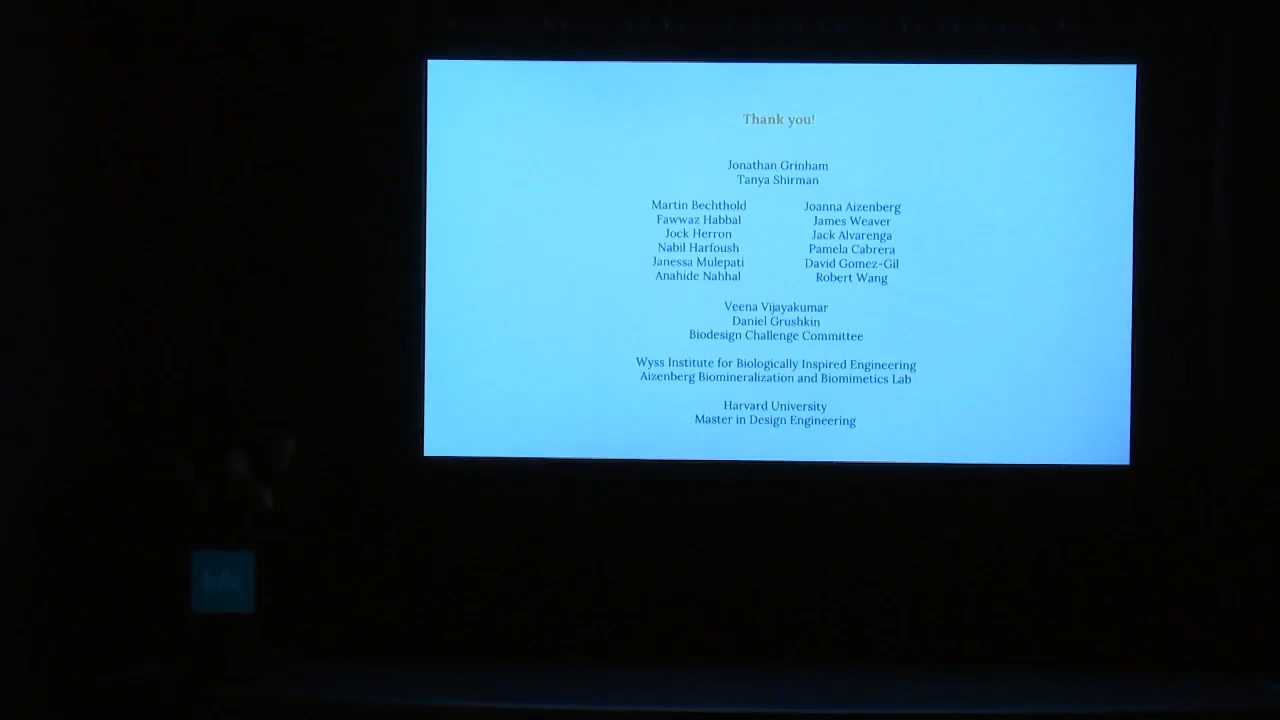 Thank you!
Jonathan Grinham
Tanya Shirman
Martin Bechthold
Fawwaz Habbal
Jock Herron
Nabil Harfoush
Janessa Mulepati
Anahide Nahhal
Joanna Aizenberg
James Weaver
Jack Alvarenga
Pamela Cabrera
David Gomez-Gil
Robert Wang
Veena Vijayakumar
Daniel Grushkin
Biodesign Challenge Committee
Wyss Institute for Biologically Inspired Engineering
Aizenberg Biomineralization and Biomimetics Lab
Harvard University
Master in Design Engineering